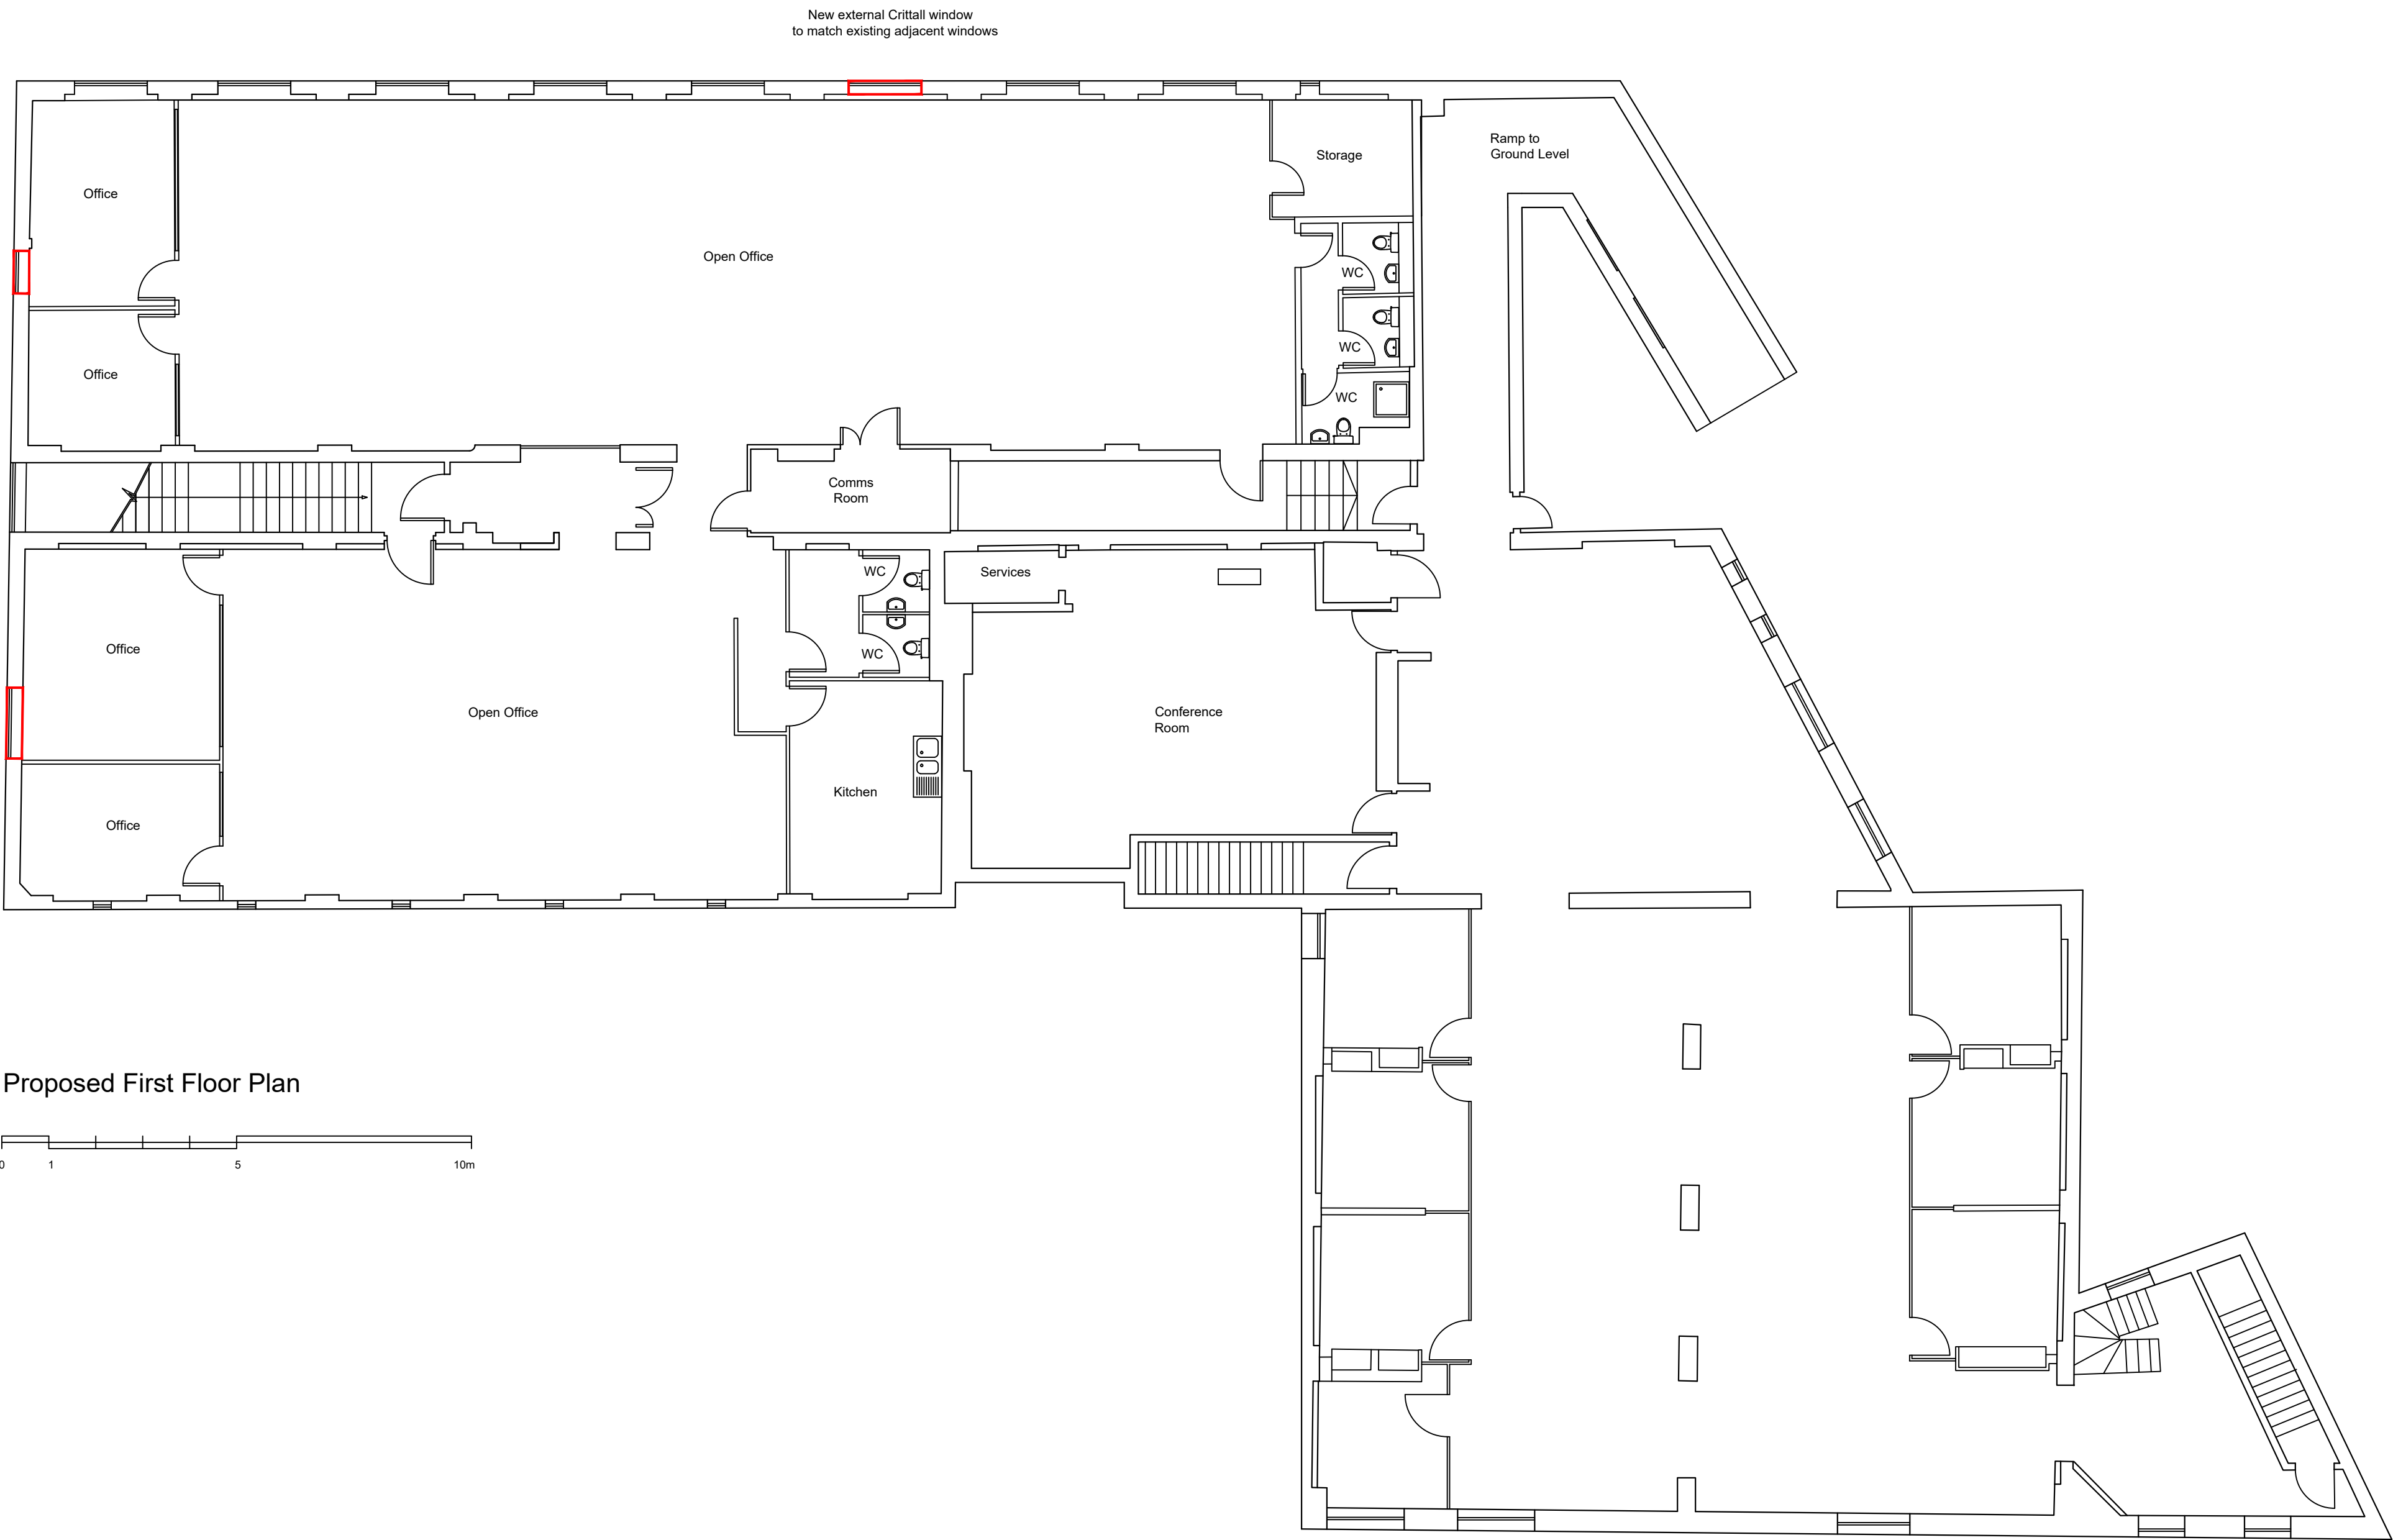 New external Crittall window
to match existing adjacent windows
Ramp to
Ground Level
Storage
Office
Open Office
WC
WC
Office
WC
Comms
Room
WC
Services
Office
WC
Open Office
Conference
Room
Kitchen
Office
Proposed First Floor Plan
0 1 5 10m